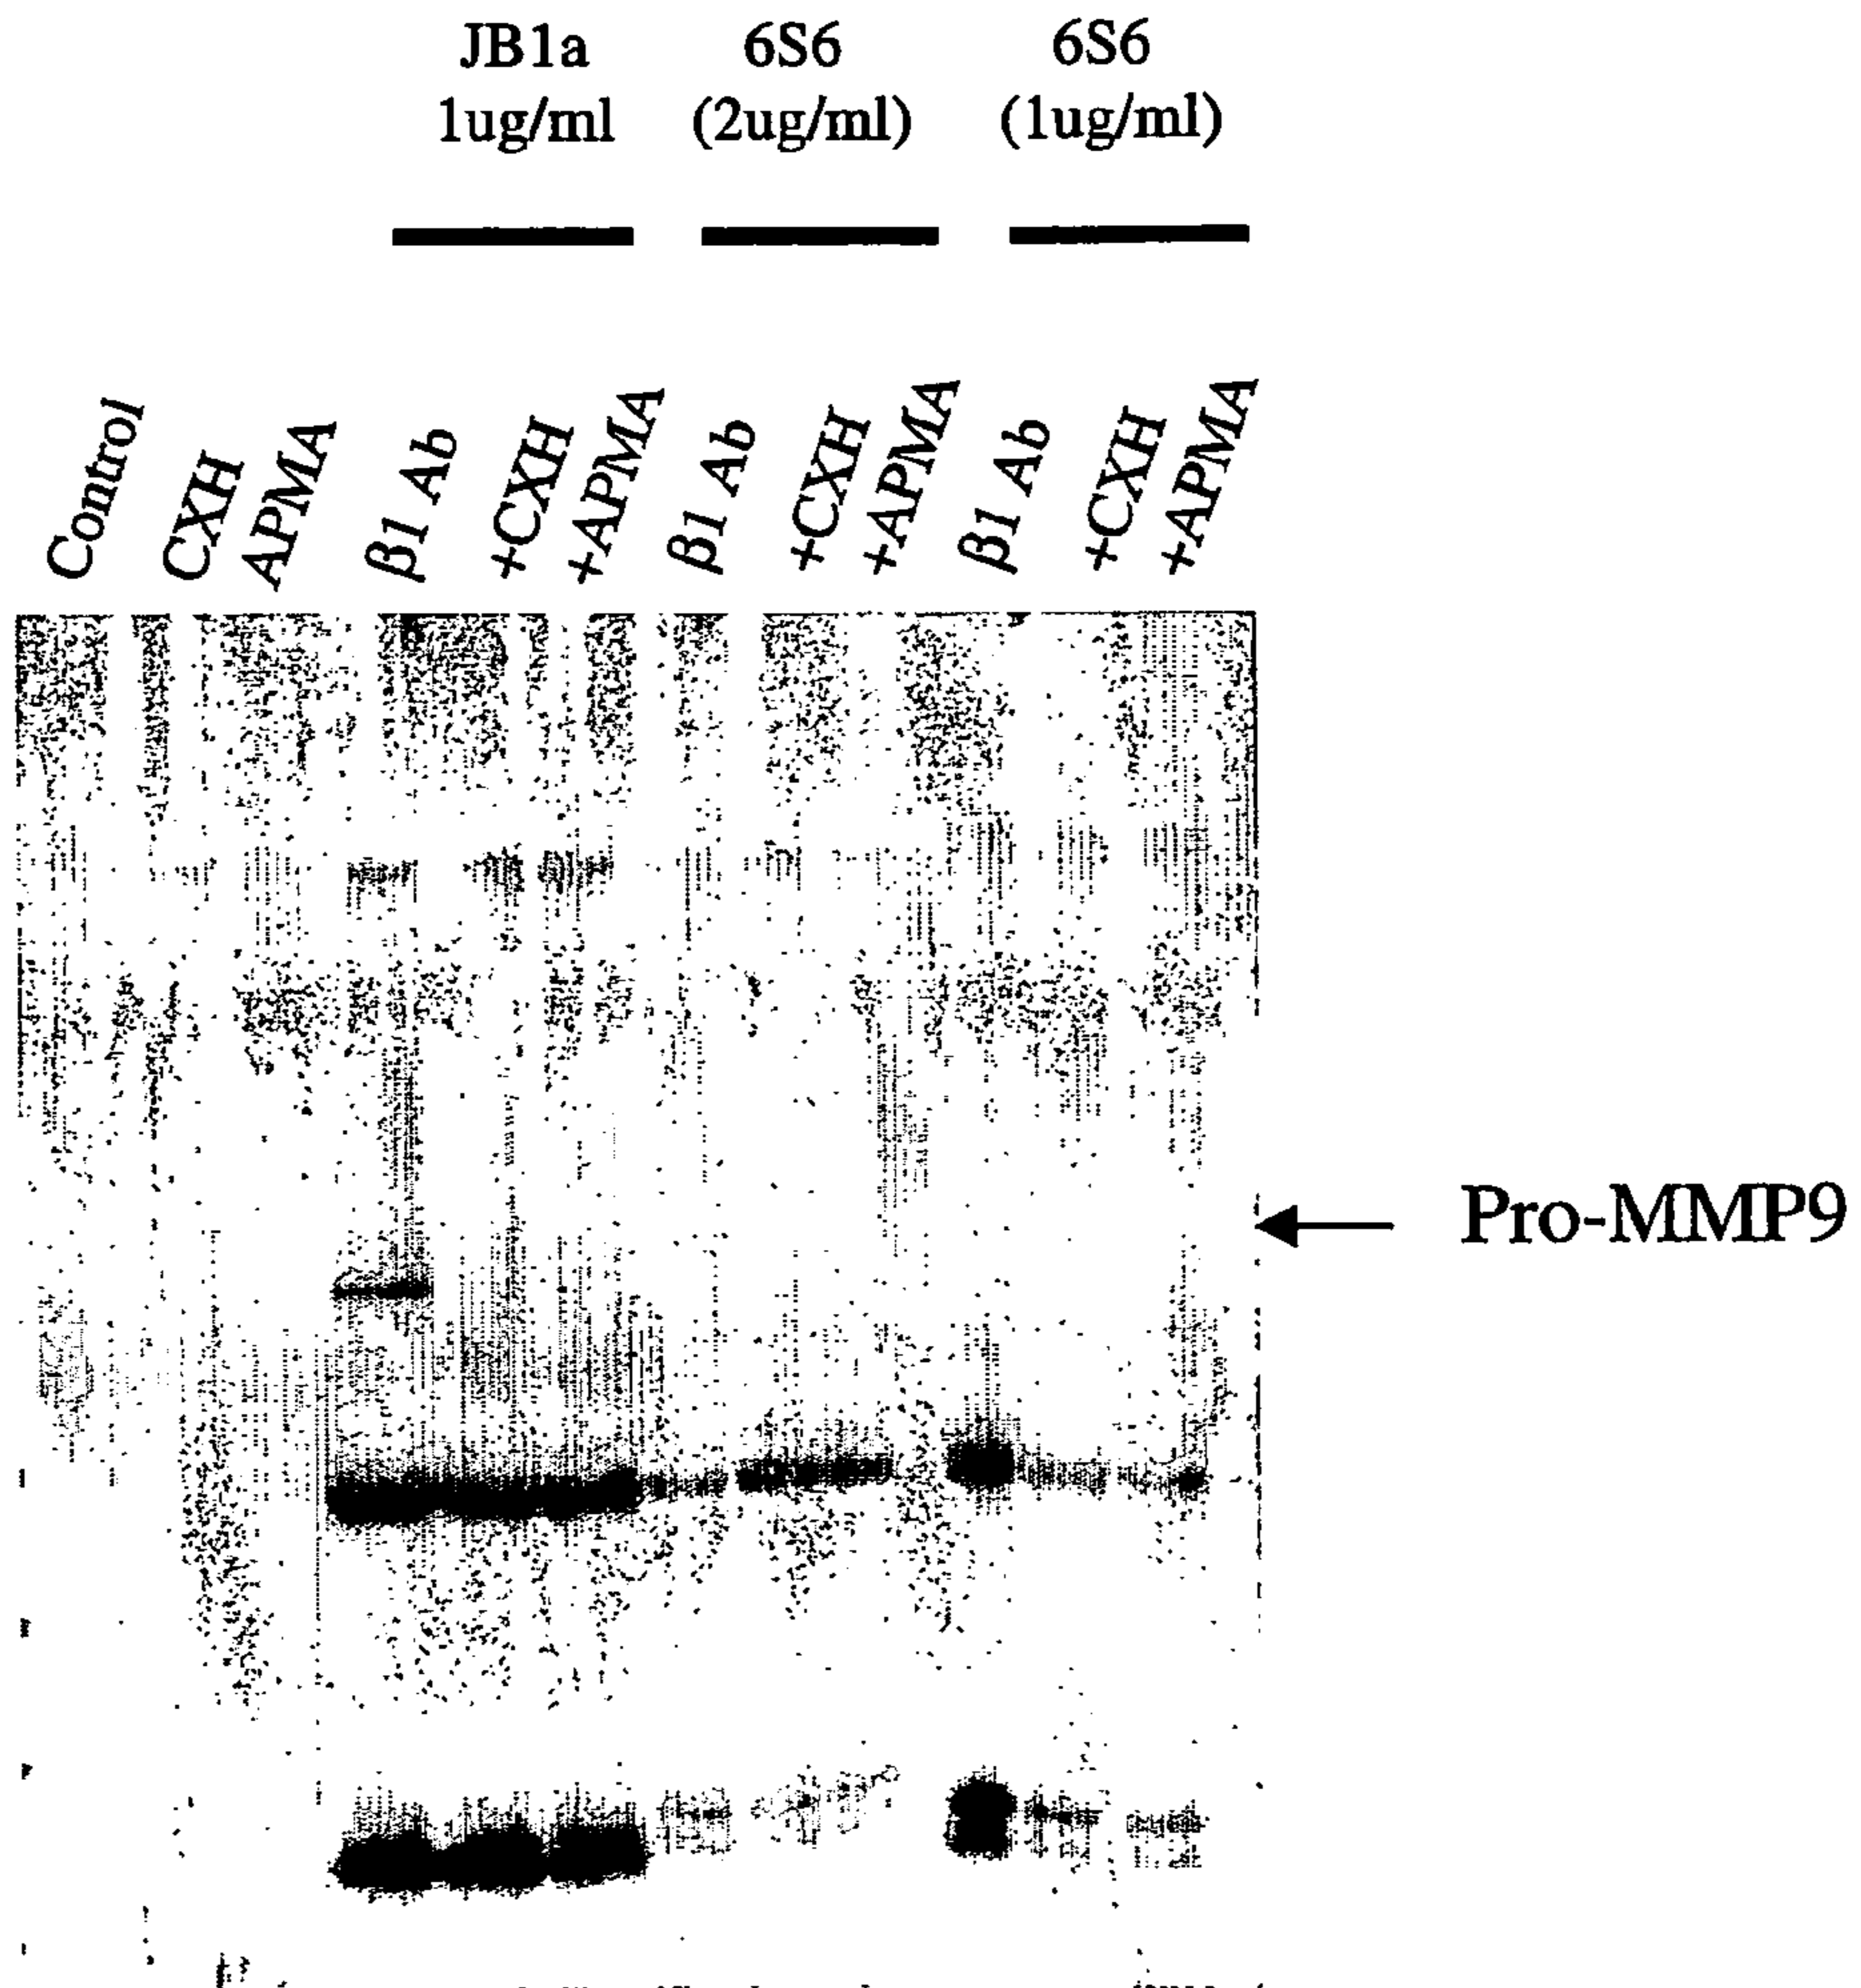 JB1a 6S6 6S6
1ug/ml (2ug/ml) (1ug/ml)
Control CXH APMA β1 Ab +CXH +APMA β1 Ab +CXH +APMA β1 Ab +CXH +APMA
Pro-MMP9